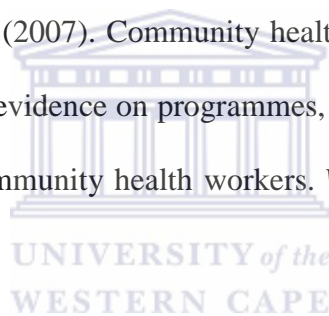 (2007). Community healt
evidence on programmes,
mmunity health workers. W
UNIVERSITY of the
WESTERN CAPE